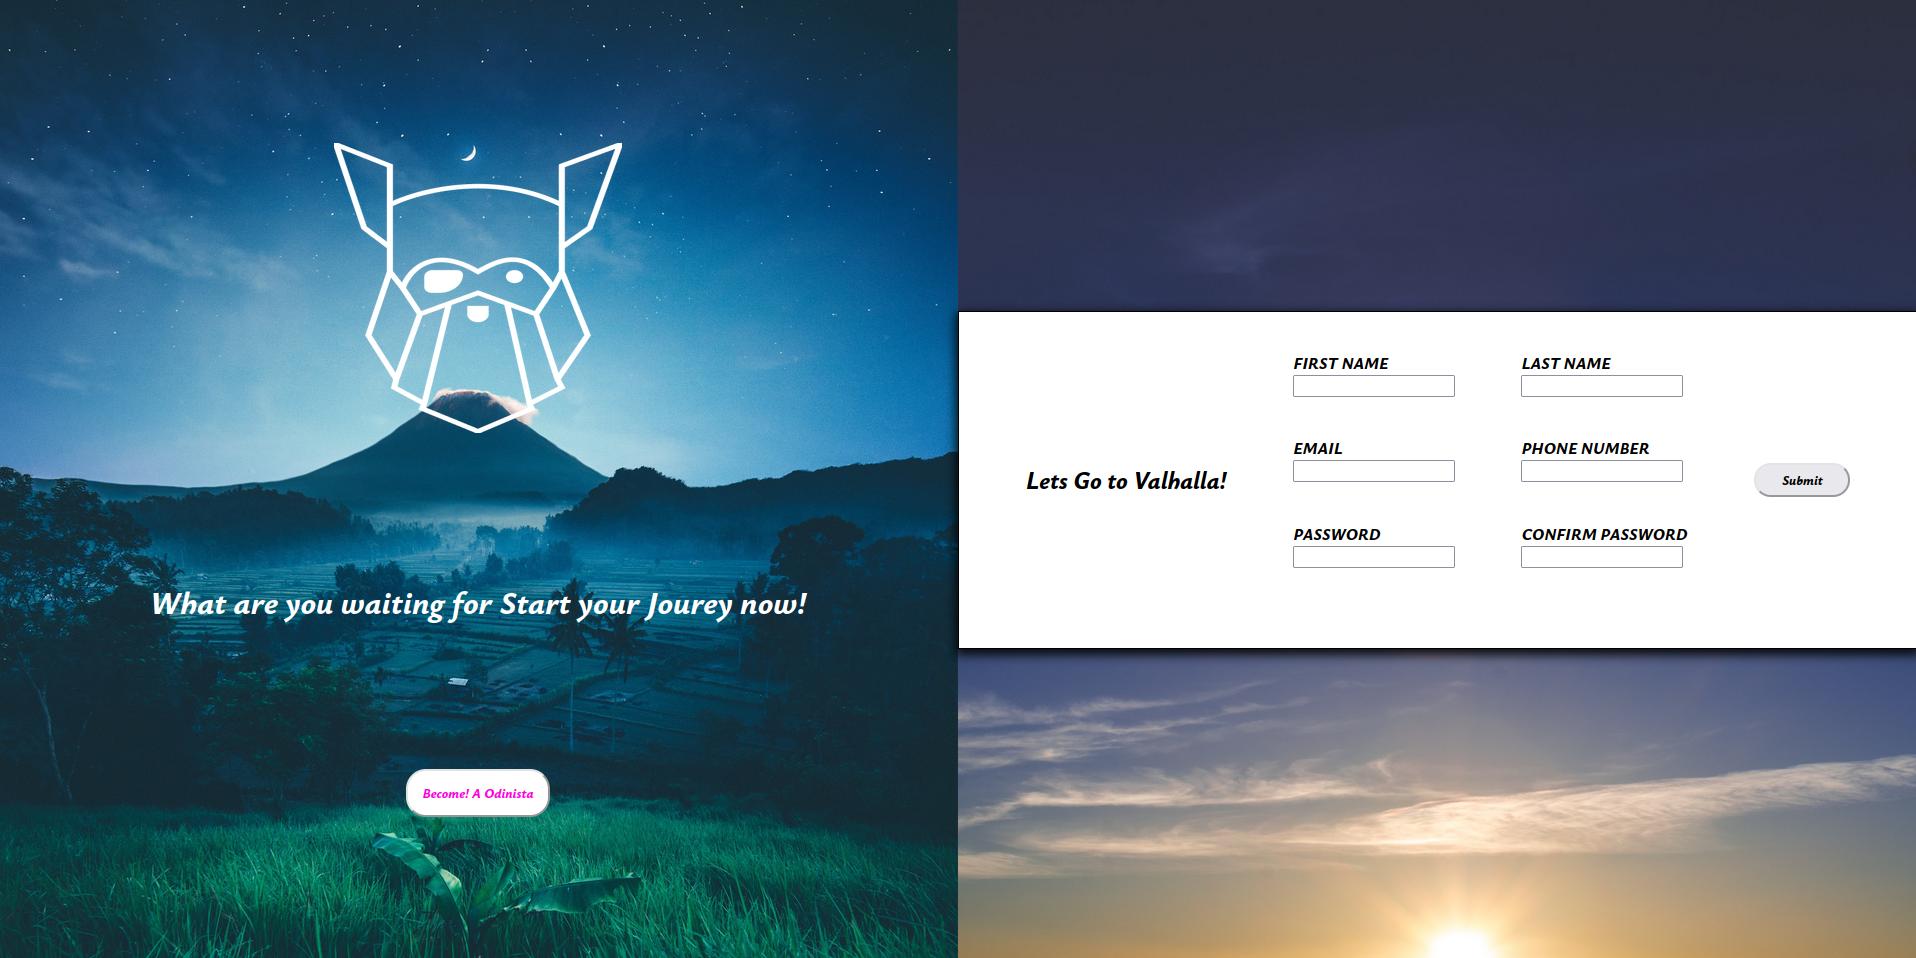 What are you waiting for Start your Jourey now!
Become! A Odinista
Lets Go to Valhalla!
FIRST NAME
LAST NAME
EMAIL
PHONE NUMBER
PASSWORD
CONFIRM PASSWORD
Submit